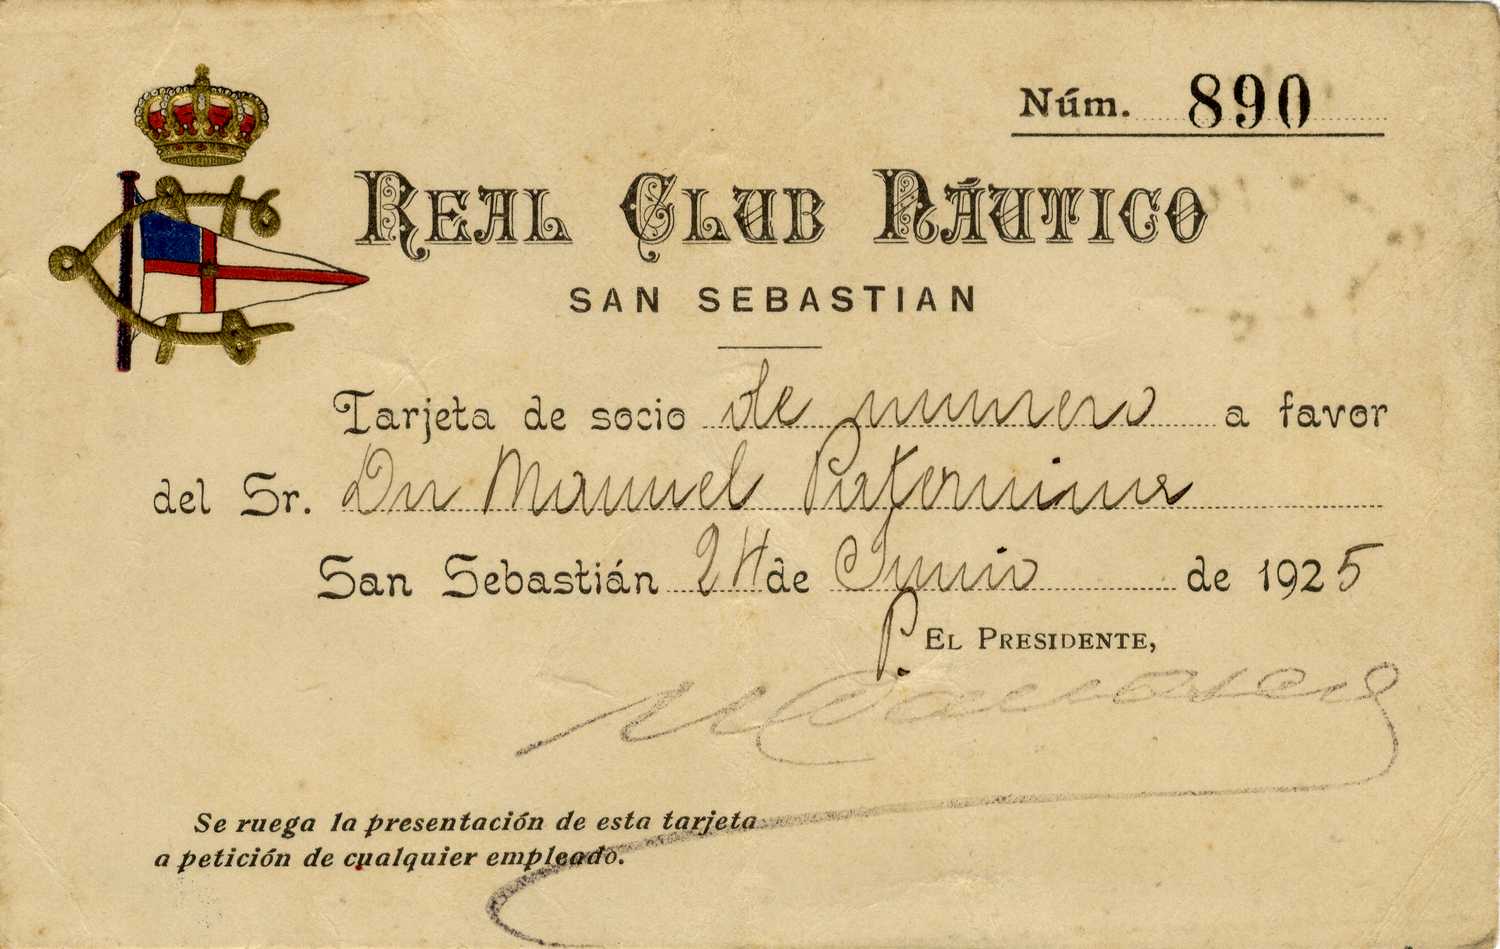 Núm. 890
REAL CLUB NÁUTICO
SAN SEBASTIAN
Tarjeta de socio de numero a favor
del Sr. Dn Manuel Paternina
San Sebastián 24 de Junio de 1925
P. EL PRESIDENTE,
Se ruega la presentación de esta tarjeta
a petición de cualquier empleado.